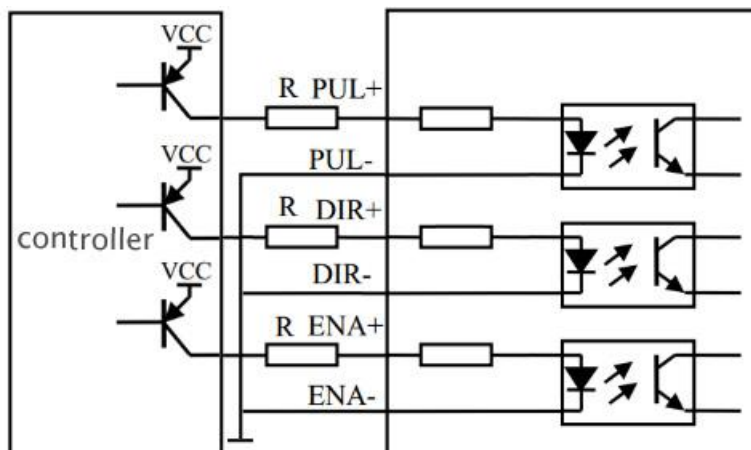 VCC
R PUL+
PUL-
VCC
R DIR+
controller
DIR-
VCC
R ENA+
ENA-